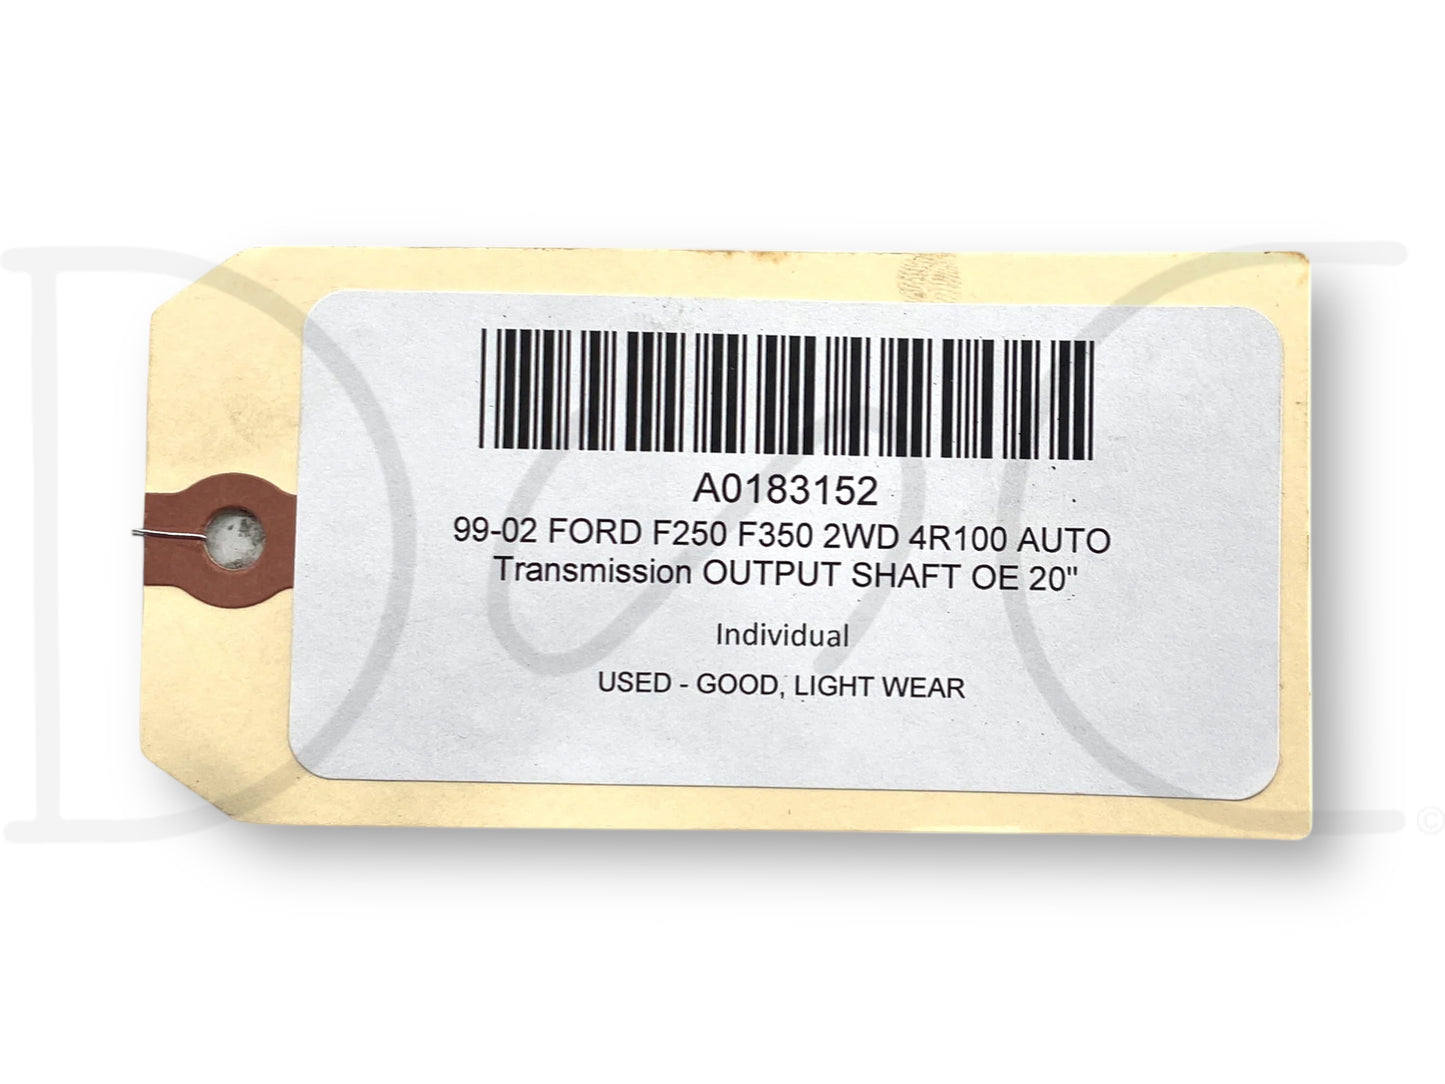 A0183152
99-02 FORD F250 F350 2WD 4R100 AUTO
Transmission OUTPUT SHAFT OE 20"
Individual
USED - GOOD, LIGHT WEAR
©